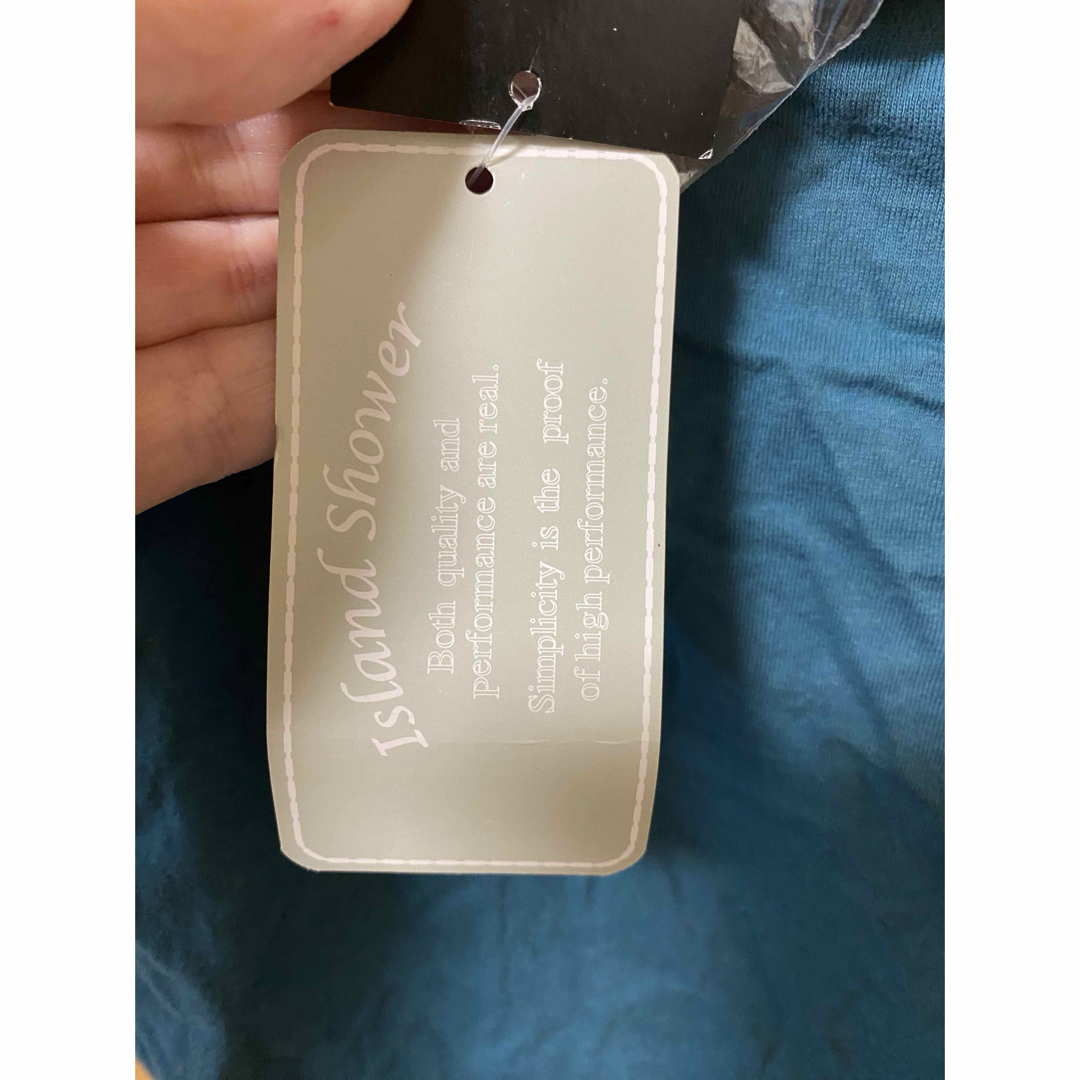 Island Shower
Both quality and
performance are real.
Simplicity is the proof
of high performance.